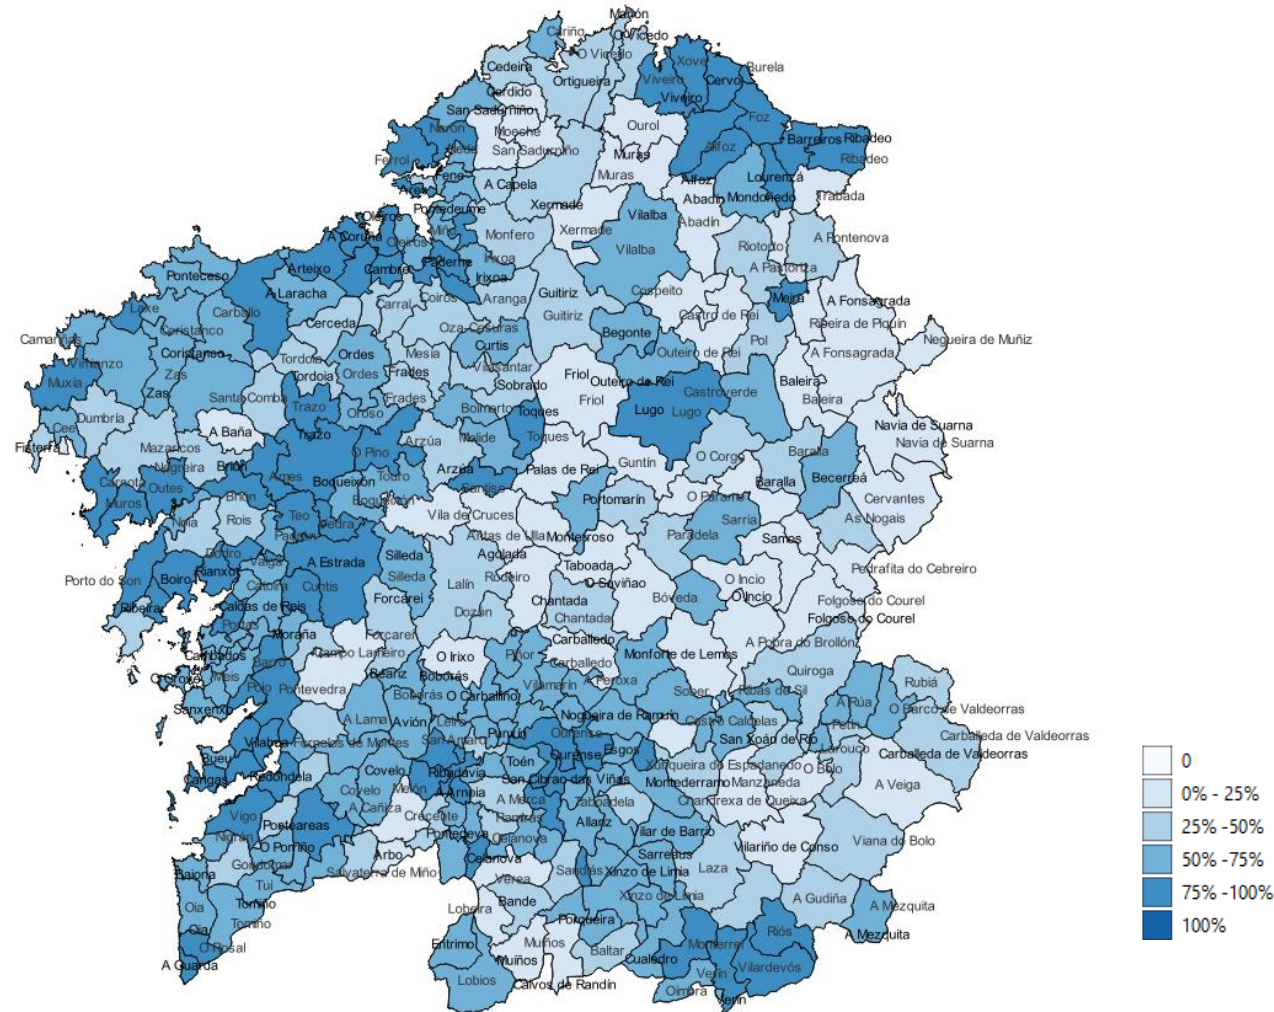 Mañón
Cariño
O Vicedo
O Vicedo
Cedeira
Ortigueira
Xove
Burela
Viveiro
Cervo
Cerdido
Viveiro
San Sadurniño
Foz
Narón
Moeche
Ourol
Barreiros
Ribadeo
Neda
San Sadurniño
Muras
Alfoz
Ribadeo
Ferrol
Fene
A Capela
Muras
Alfoz
Lourenzá
Ares
Xermade
Abadín
Mondoñedo
Trabada
Oleiros
Pontedeume
Vilalba
Abadín
A Coruña
Oleiros
Miño
Monfero
Xermade
Vilalba
Riotorto
A Pontenova
Irixoa
Paderne
Ponteceso
Arteixo
Cambre
Irixoa
A Pastoriza
A Laracha
Coirós
Aranga
Guitiriz
Cospeito
Meira
A Fonsagrada
Laxe
Carballo
Carral
Guitiriz
Castro de Rei
Ribeira de Piquín
Cerceda
Oza-Cesuras
Camariñas
Coristanco
Curtis
Begonte
Pol
Negueira de Muñiz
Vimianzo
Coristanco
Tordoia
Ordes
Mesía
Outeiro de Rei
A Fonsagrada
Muxía
Zas
Tordoia
Ordes
Frades
Vilasantar
Sobrado
Friol
Outeiro de Rei
Baleira
Zas
Santa Comba
Trazo
Frades
Friol
Castroverde
Baleira
Dumbría
Oroso
Boimorto
Toques
Lugo
Lugo
Cee
A Baña
Trazo
Navia de Suarna
Fisterra
Mazaricos
O Pino
Arzúa
Melide
Toques
Navia de Suarna
Negreira
Brión
Ames
Arzúa
Palas de Rei
Guntín
O Corgo
Baralla
Carnota
Outes
Boqueixón
Touro
Santiso
Baralla
Becerreá
Muros
Brión
Boqueixón
Portomarín
O Páramo
Cervantes
Noia
Rois
Teo
Vedra
Vila de Cruces
Sarria
As Nogais
Padrón
Antas de Ulla
Monterroso
Paradela
Samos
Dodro
Valga
A Estrada
Silleda
Agolada
Taboada
Pedrafita do Cebreiro
Porto do Son
Boiro
Rianxo
Catoira
Cuntis
Silleda
Lalín
Rodeiro
O Saviñao
O Incio
Ribeira
Caldas de Reis
Forcarei
Chantada
Bóveda
O Incio
Folgoso do Courel
Portas
Dozón
Chantada
Folgoso do Courel
Moraña
Forcarei
Carballedo
A Pobra do Brollón
Cambados
Campo Lameiro
O Irixo
Piñor
Carballedo
Monforte de Lemos
Barro
Beariz
Boborás
A Peroxa
Quiroga
O Grove
Meis
Poio
Pontevedra
Boborás
O Carballiño
Vilamarín
Sober
Ribas de Sil
Rubiá
Sanxenxo
A Lama
Avión
Leiro
Nogueira de Ramuín
Castro Caldelas
A Rúa
O Barco de Valdeorras
Petín
Vilaboa
Fornelos de Montes
San Amaro
Punxín
Ourense
San Xoán de Río
Carballeda de Valdeorras
Bueu
Toén
Ourense
Esgos
Larouco
Carballeda de Valdeorras
Cangas
Redondela
Covelo
Ribadavia
San Cibrao das Viñas
Xunqueira de Espadanedo
O Bolo
Covelo
Melón
A Arnoia
Montederramo
Manzaneda
A Veiga
A Cañiza
A Merca
Taboadela
Chandrexa de Queixa
Vigo
Ponteareas
Crecente
Ramirás
Allariz
Nigrán
O Porriño
Pontedeva
Celanova
Vilar de Barrio
Vilariño de Conso
Viana do Bolo
Gondomar
Arbo
Celanova
Sarreaus
Baiona
Salvaterra de Miño
Sandiás
Xinzo de Limia
Laza
Tui
Verea
Xinzo de Limia
Oia
Tomiño
Lobeira
Bande
A Gudiña
A Mezquita
Oia
Tomiño
Porqueira
Riós
A Mezquita
O Rosal
Entrimo
Muíños
Baltar
Monterrei
A Guarda
Muíños
Cualedro
Verín
Vilardevós
Lobios
Calvos de Randín
Oímbra
Verín
0
0% - 25%
25% -50%
50% -75%
75% -100%
100%